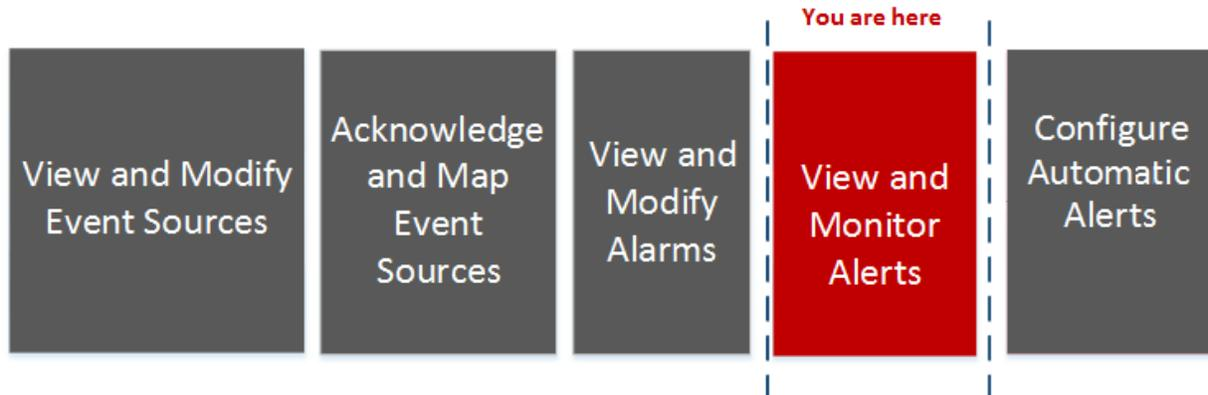 You are here
View and Modify
Event Sources
Acknowledge
and Map
Event
Sources
View and
Modify
Alarms
View and
Monitor
Alerts
Configure
Automatic
Alerts